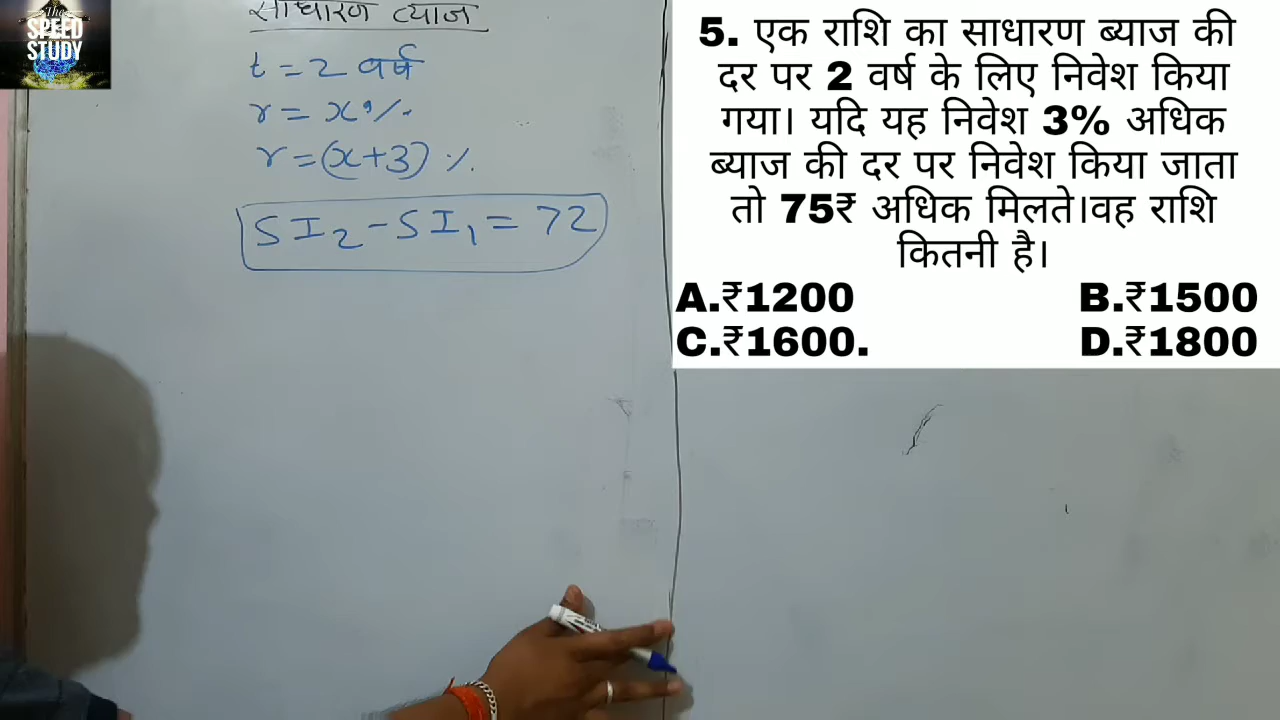 The
SPEED
STUDY
साधारण ब्याज
t = 2 वर्ष
r = x%
r = (x+3) %
SI₂ - SI₁ = 72
5. एक राशि का साधारण ब्याज की
दर पर 2 वर्ष के लिए निवेश किया
गया। यदि यह निवेश 3% अधिक
ब्याज की दर पर निवेश किया जाता
तो 75₹ अधिक मिलते।वह राशि
कितनी है।
A.₹1200 B.₹1500
C.₹1600. D.₹1800